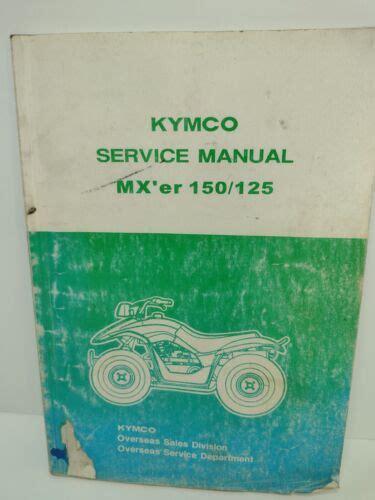 KYMCO
SERVICE MANUAL
MX'er 150/125
KYMCO
Overseas Sales Division
Overseas Service Department